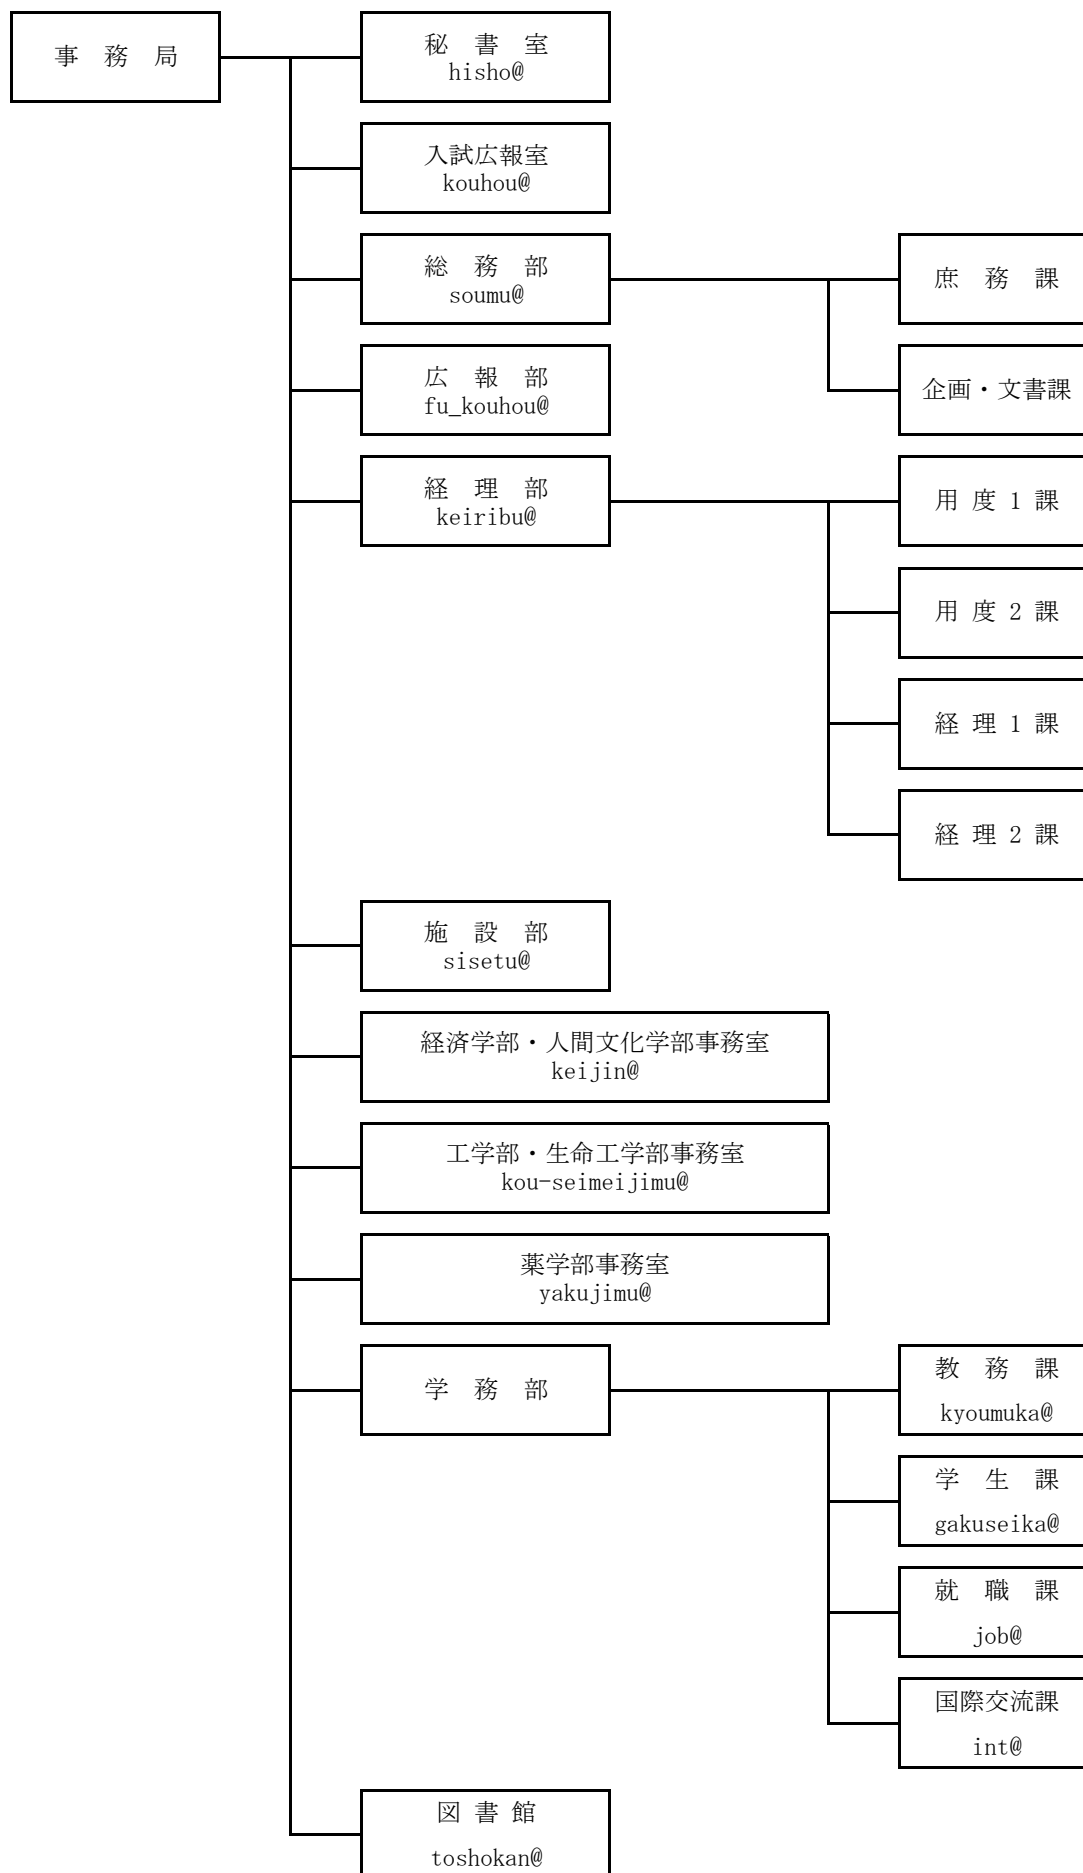 事　務　局
秘　書　室
hisho@
入試広報室
kouhou@
総　務　部
soumu@
庶　務　課
広　報　部
fu_kouhou@
企画・文書課
経　理　部
keiribu@
用 度 1 課
用 度 2 課
経 理 1 課
経 理 2 課
施　設　部
sisetu@
経済学部・人間文化学部事務室
keijin@
工学部・生命工学部事務室
kou-seimeijimu@
薬学部事務室
yakujimu@
学　務　部
教　務　課
kyoumuka@
学　生　課
gakuseika@
就　職　課
job@
国際交流課
int@
図 書 館
toshokan@